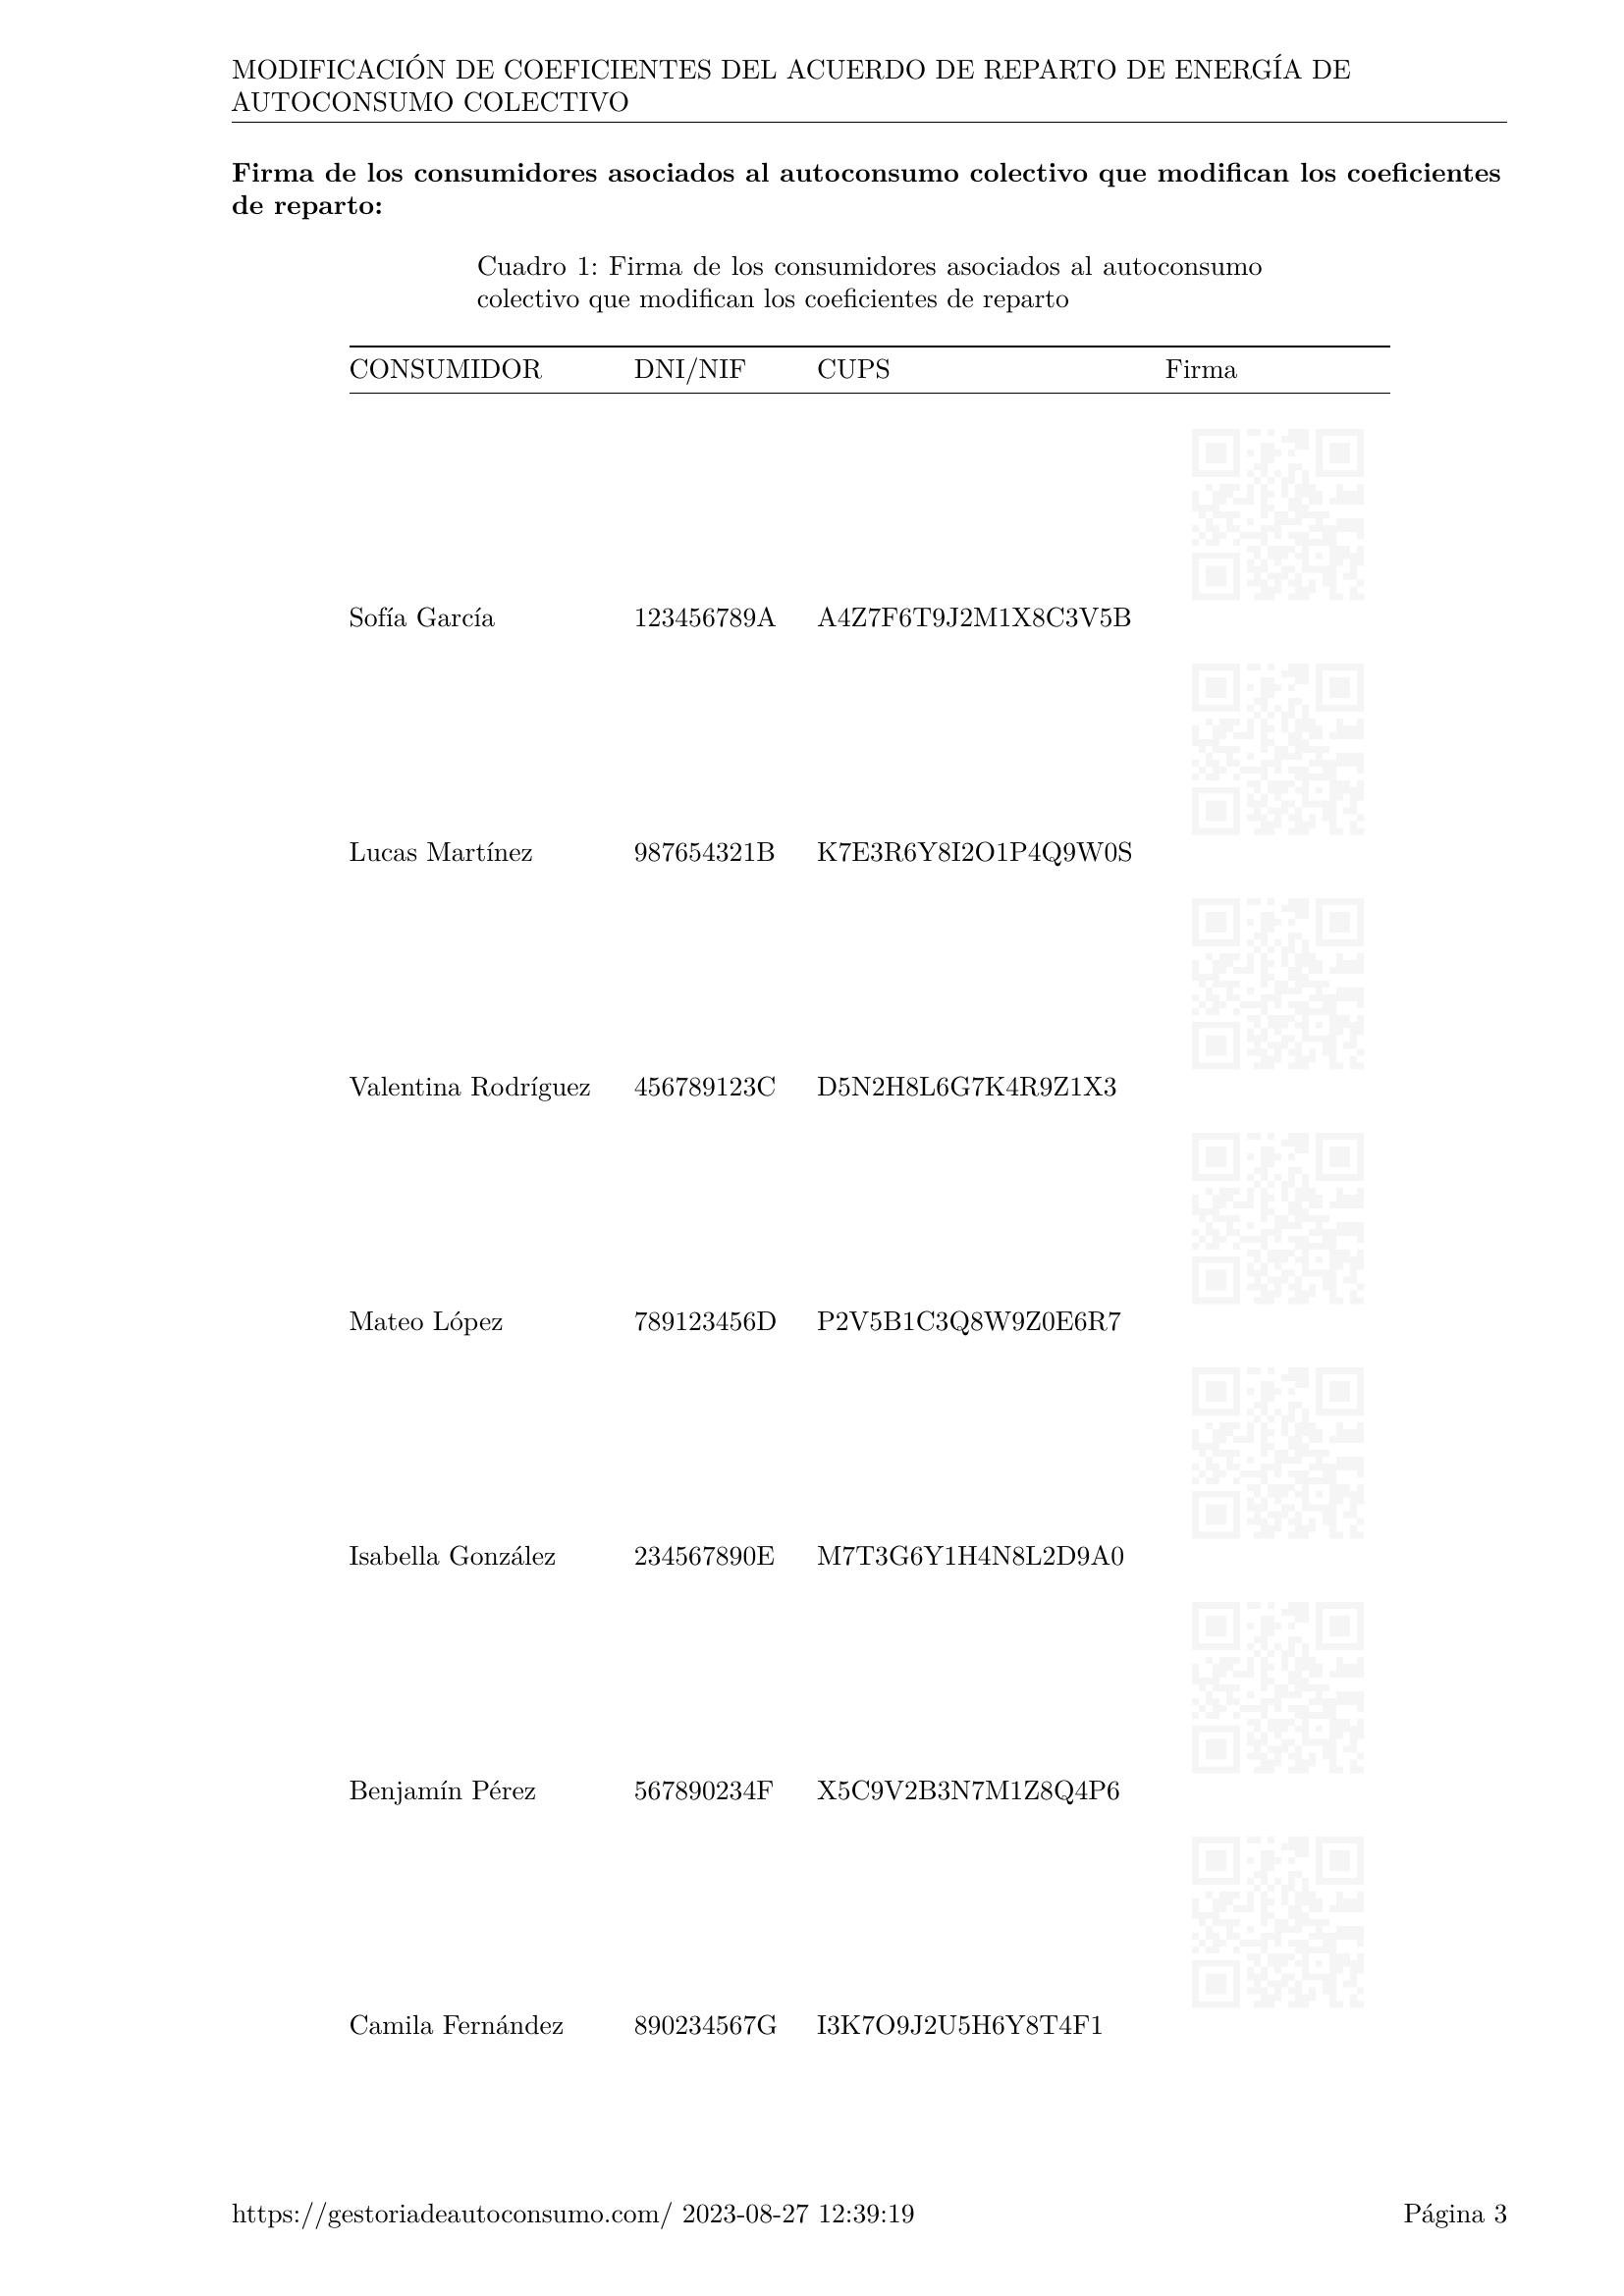 MODIFICACIÓN DE COEFICIENTES DEL ACUERDO DE REPARTO DE ENERGÍA DE
AUTOCONSUMO COLECTIVO
Firma de los consumidores asociados al autoconsumo colectivo que modifican los coeficientes
de reparto:
Cuadro 1: Firma de los consumidores asociados al autoconsumo
colectivo que modifican los coeficientes de reparto
CONSUMIDOR DNI/NIF CUPS Firma
Sofía García 123456789A A4Z7F6T9J2M1X8C3V5B
Lucas Martínez 987654321B K7E3R6Y8I2O1P4Q9W0S
Valentina Rodríguez 456789123C D5N2H8L6G7K4R9Z1X3
Mateo López 789123456D P2V5B1C3Q8W9Z0E6R7
Isabella González 234567890E M7T3G6Y1H4N8L2D9A0
Benjamín Pérez 567890234F X5C9V2B3N7M1Z8Q4P6
Camila Fernández 890234567G I3K7O9J2U5H6Y8T4F1
https://gestoriadeautoconsumo.com/ 2023-08-27 12:39:19 Página 3